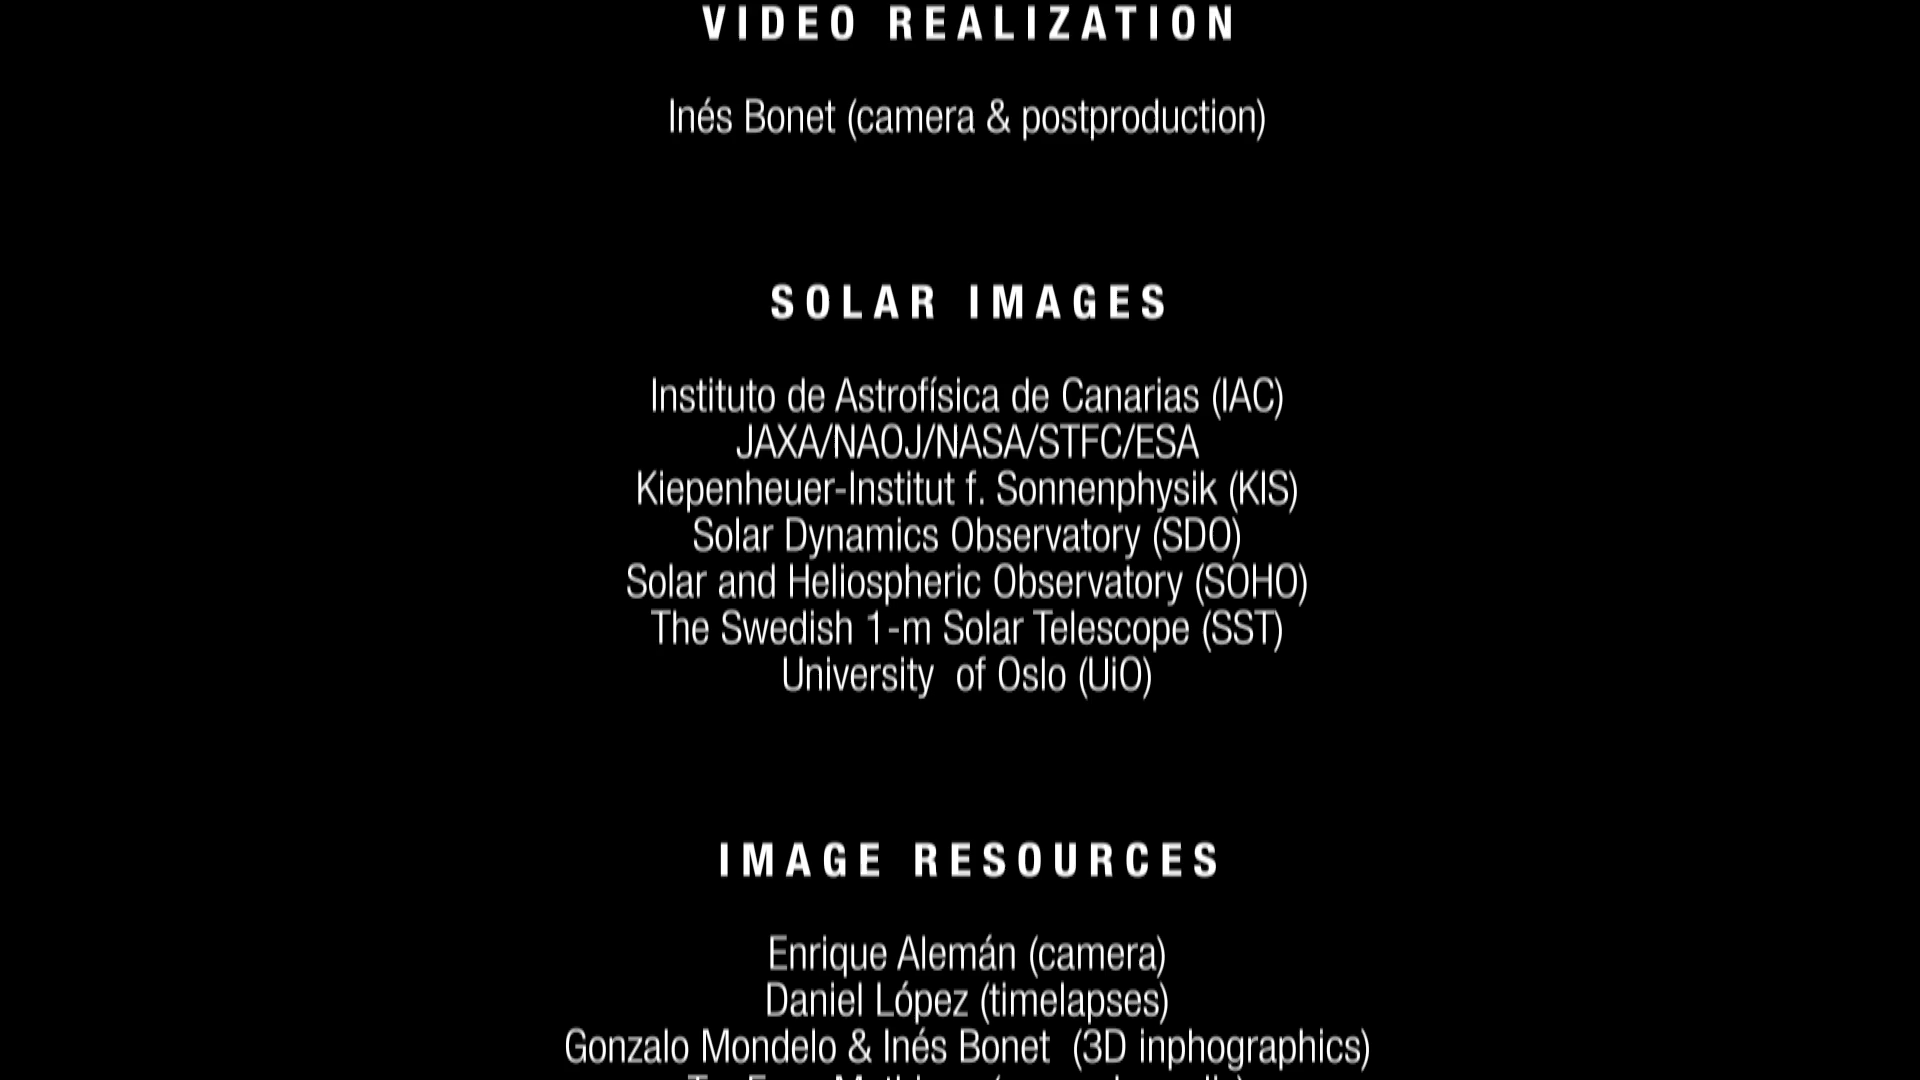 VIDEO REALIZATION
Inés Bonet (camera & postproduction)
SOLAR IMAGES
Instituto de Astrofísica de Canarias (IAC)
JAXA/NAOJ/NASA/STFC/ESA
Kiepenheuer-Institut f. Sonnenphysik (KIS)
Solar Dynamics Observatory (SDO)
Solar and Heliospheric Observatory (SOHO)
The Swedish 1-m Solar Telescope (SST)
University  of Oslo (UiO)
IMAGE RESOURCES
Enrique Alemán (camera)
Daniel López (timelapses)
Gonzalo Mondelo & Inés Bonet  (3D inphographics)